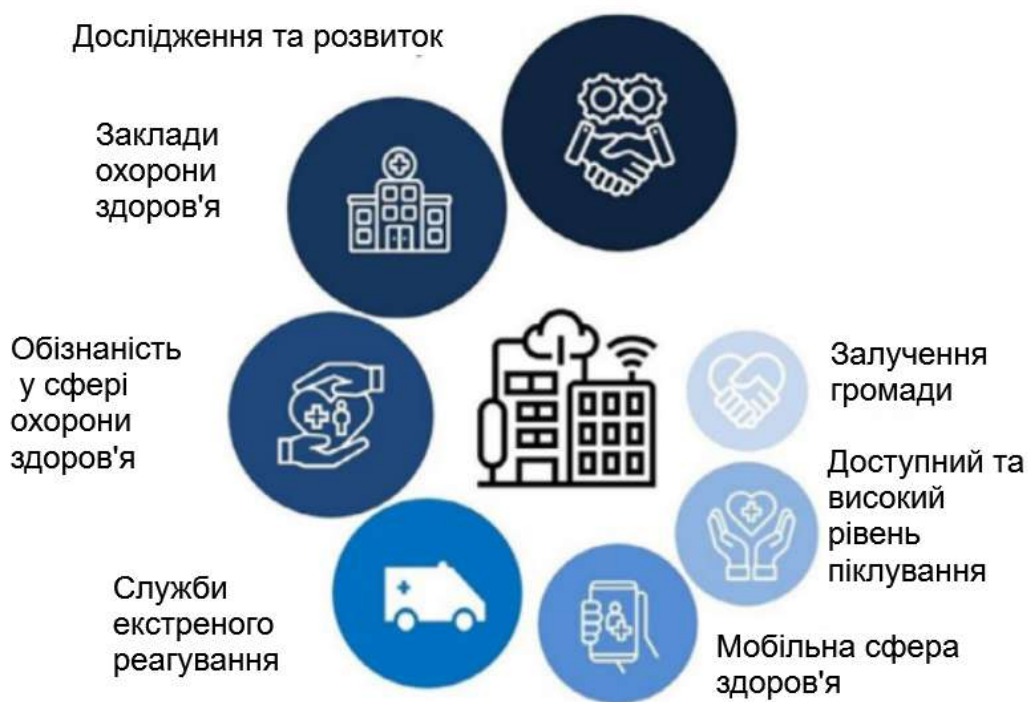 Дослідження та розвиток
Заклади
охорони
здоров'я
Обізнаність
у сфері
охорони
здоров'я
Служби
екстреного
реагування
Залучення
громади
Доступний та
високий
рівень
піклування
Мобільна сфера
здоров'я